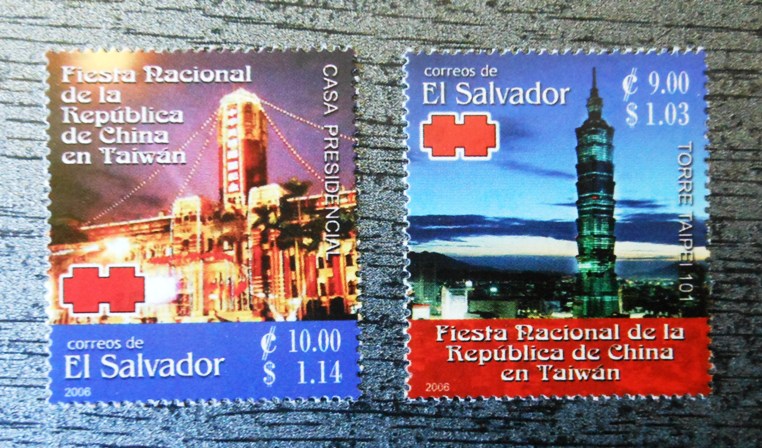 Fiesta Nacional
de la
República
de China
en Taiwán
CASA PRESIDENCIAL
correos de
El Salvador
2006
₡ 10.00
$ 1.14
correos de
El Salvador
₡ 9.00
$ 1.03
TORRE TAIPEI 101
Fiesta Nacional de la
República de China
en Taiwán
2006